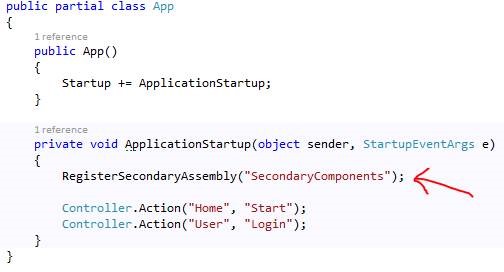 public partial class App
{
1 reference
public App()
{
Startup += ApplicationStartup;
}
1 reference
private void ApplicationStartup(object sender, StartupEventArgs e)
{
RegisterSecondaryAssembly("SecondaryComponents");
Controller.Action("Home", "Start");
Controller.Action("User", "Login");
}
}